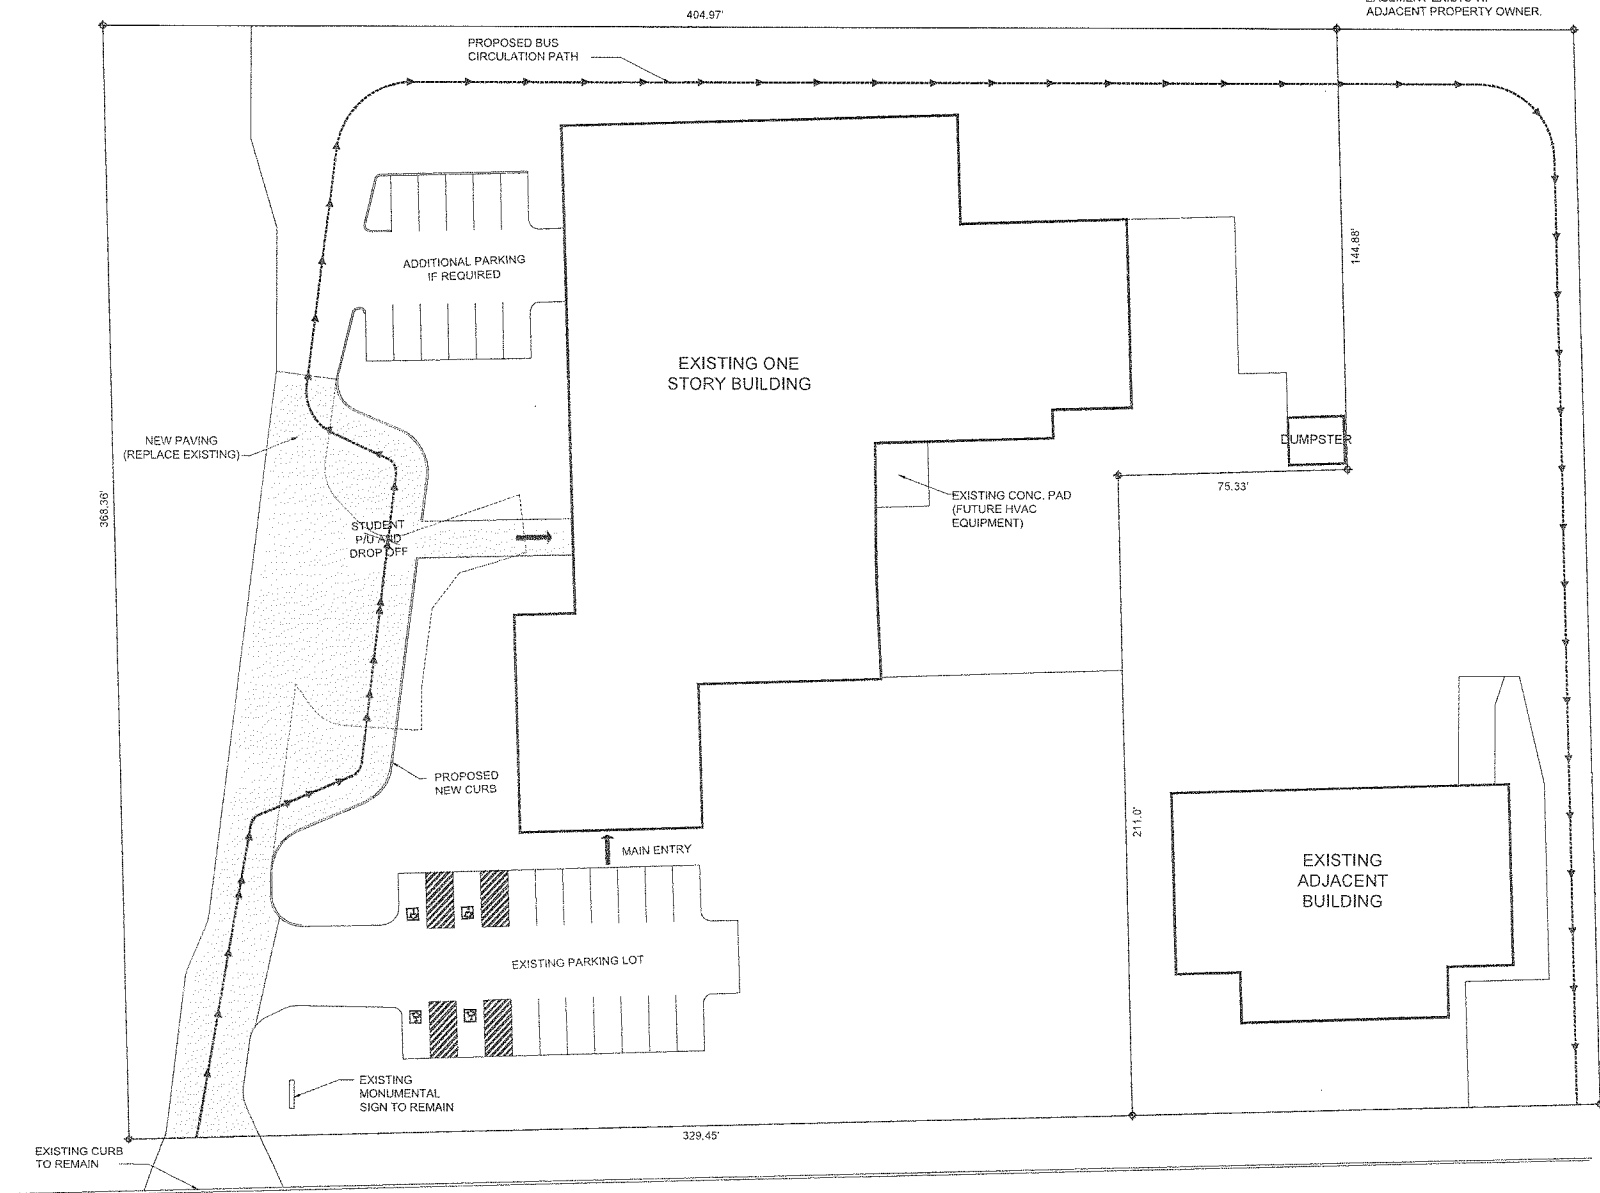 404.97'
ADJACENT PROPERTY OWNER.
PROPOSED BUS
CIRCULATION PATH
144.88'
ADDITIONAL PARKING
IF REQUIRED
EXISTING ONE
STORY BUILDING
NEW PAVING
(REPLACE EXISTING)
DUMPSTER
75.33'
EXISTING CONC. PAD
(FUTURE HVAC
EQUIPMENT)
368.36'
STUDENT
P/U AND
DROP OFF
PROPOSED
NEW CURB
211.0'
MAIN ENTRY
EXISTING
ADJACENT
BUILDING
EXISTING PARKING LOT
EXISTING
MONUMENTAL
SIGN TO REMAIN
329.45'
EXISTING CURB
TO REMAIN